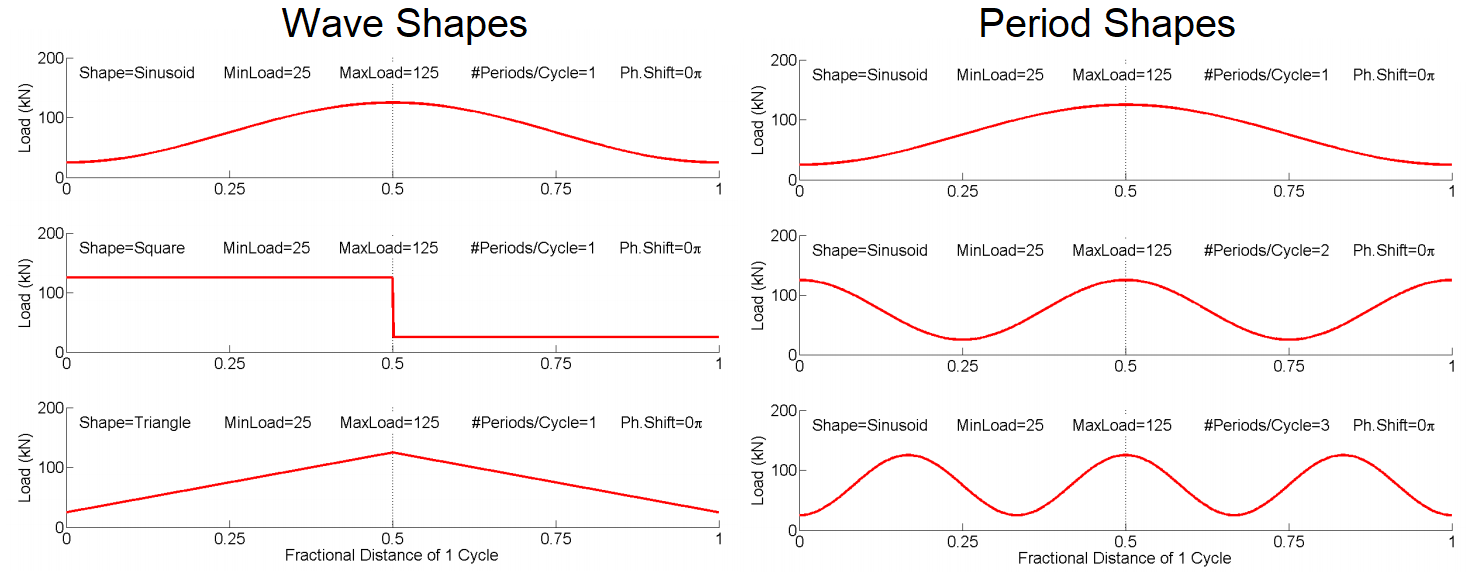 Wave Shapes
200
Shape=Sinusoid MinLoad=25 MaxLoad=125 #Periods/Cycle=1 Ph.Shift=0π
Load (kN)
100
0
0 0.25 0.5 0.75 1
200
Shape=Square MinLoad=25 MaxLoad=125 #Periods/Cycle=1 Ph.Shift=0π
Load (kN)
100
0
0 0.25 0.5 0.75 1
200
Shape=Triangle MinLoad=25 MaxLoad=125 #Periods/Cycle=1 Ph.Shift=0π
Load (kN)
100
0
0 0.25 0.5 0.75 1
Fractional Distance of 1 Cycle
Period Shapes
200
Shape=Sinusoid MinLoad=25 MaxLoad=125 #Periods/Cycle=1 Ph.Shift=0π
Load (kN)
100
0
0 0.25 0.5 0.75 1
200
Shape=Sinusoid MinLoad=25 MaxLoad=125 #Periods/Cycle=2 Ph.Shift=0π
Load (kN)
100
0
0 0.25 0.5 0.75 1
200
Shape=Sinusoid MinLoad=25 MaxLoad=125 #Periods/Cycle=3 Ph.Shift=0π
Load (kN)
100
0
0 0.25 0.5 0.75 1
Fractional Distance of 1 Cycle